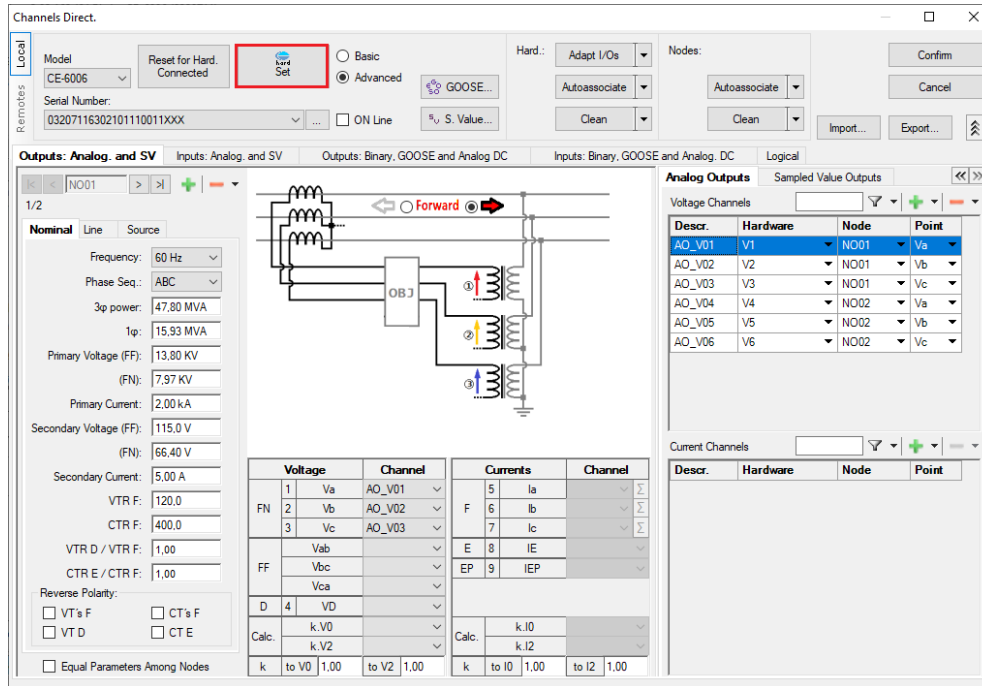 Channels Direct.
Local
Remotes
Model
CE-6006
Serial Number:
03207116302101110011XXX
...
Reset for Hard. Connected
hard
Set
Basic
Advanced
ON Line
GOOSE...
S. Value...
Hard.:
Adapt I/Os
Autoassociate
Clean
Nodes:
Autoassociate
Clean
Confirm
Cancel
Import...
Export...
Outputs: Analog. and SV
Inputs: Analog. and SV
Outputs: Binary, GOOSE and Analog DC
Inputs: Binary, GOOSE and Analog. DC
Logical
NO01
1/2
Nominal Line Source
Frequency: 60 Hz
Phase Seq.: ABC
3φ power: 47,80 MVA
1φ: 15,93 MVA
Primary Voltage (FF): 13,80 KV
(FN): 7,97 KV
Primary Current: 2,00 kA
Secondary Voltage (FF): 115,0 V
(FN): 66,40 V
Secondary Current: 5,00 A
VTR F: 120,0
CTR F: 400,0
VTR D / VTR F: 1,00
CTR E / CTR F: 1,00
Reverse Polarity:
VT's F CT's F
VT D CT E
Equal Parameters Among Nodes
Forward
OBJ
①
②
③
Voltage Channel
FN
1 Va AO_V01
2 Vb AO_V02
3 Vc AO_V03
FF
Vab
Vbc
Vca
D 4 VD
Calc.
k.V0
k.V2
k to V0 1,00 to V2 1,00
Currents Channel
F
5 Ia Σ
6 Ib Σ
7 Ic Σ
E 8 IE
EP 9 IEP
Calc.
k.I0
k.I2
k to I0 1,00 to I2 1,00
Analog Outputs Sampled Value Outputs
Voltage Channels
Descr. Hardware Node Point
AO_V01 V1 NO01 Va
AO_V02 V2 NO01 Vb
AO_V03 V3 NO01 Vc
AO_V04 V4 NO02 Va
AO_V05 V5 NO02 Vb
AO_V06 V6 NO02 Vc
Current Channels
Descr. Hardware Node Point